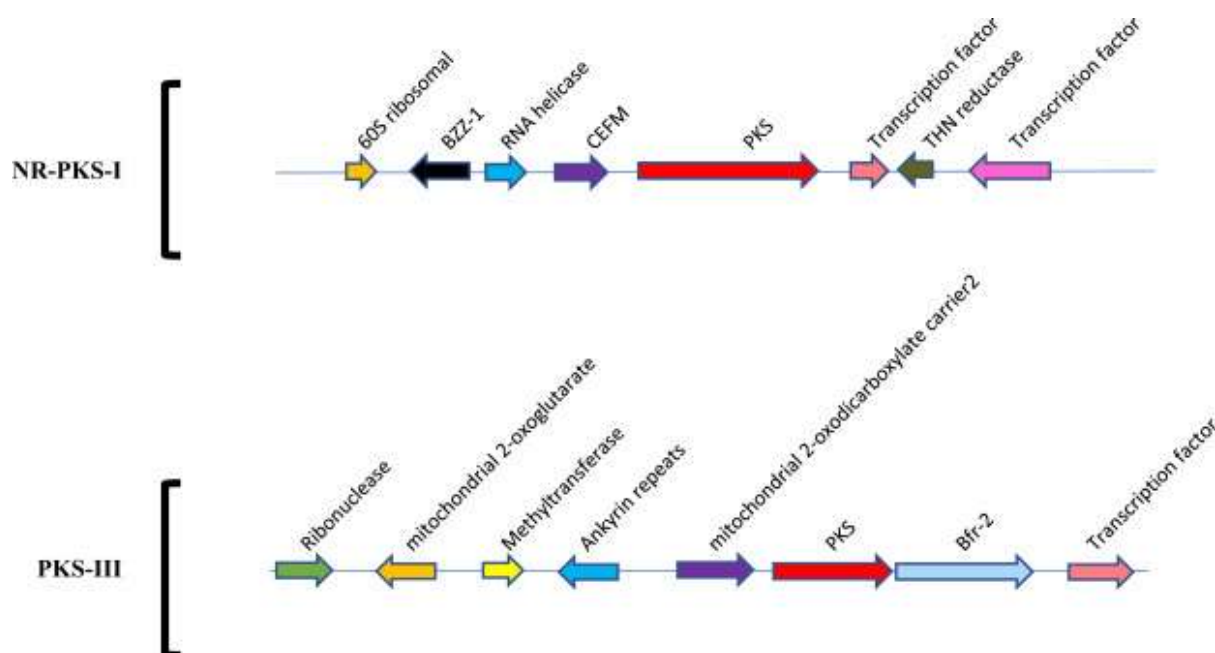 NR-PKS-I
60S ribosomal
BZZ-1
RNA helicase
CEFM
PKS
Transcription factor
THN reductase
Transcription factor
PKS-III
Ribonuclease
mitochondrial 2-oxoglutarate
Methyltransferase
Ankyrin repeats
mitochondrial 2-oxodicarboxylate carrier2
PKS
Bfr-2
Transcription factor